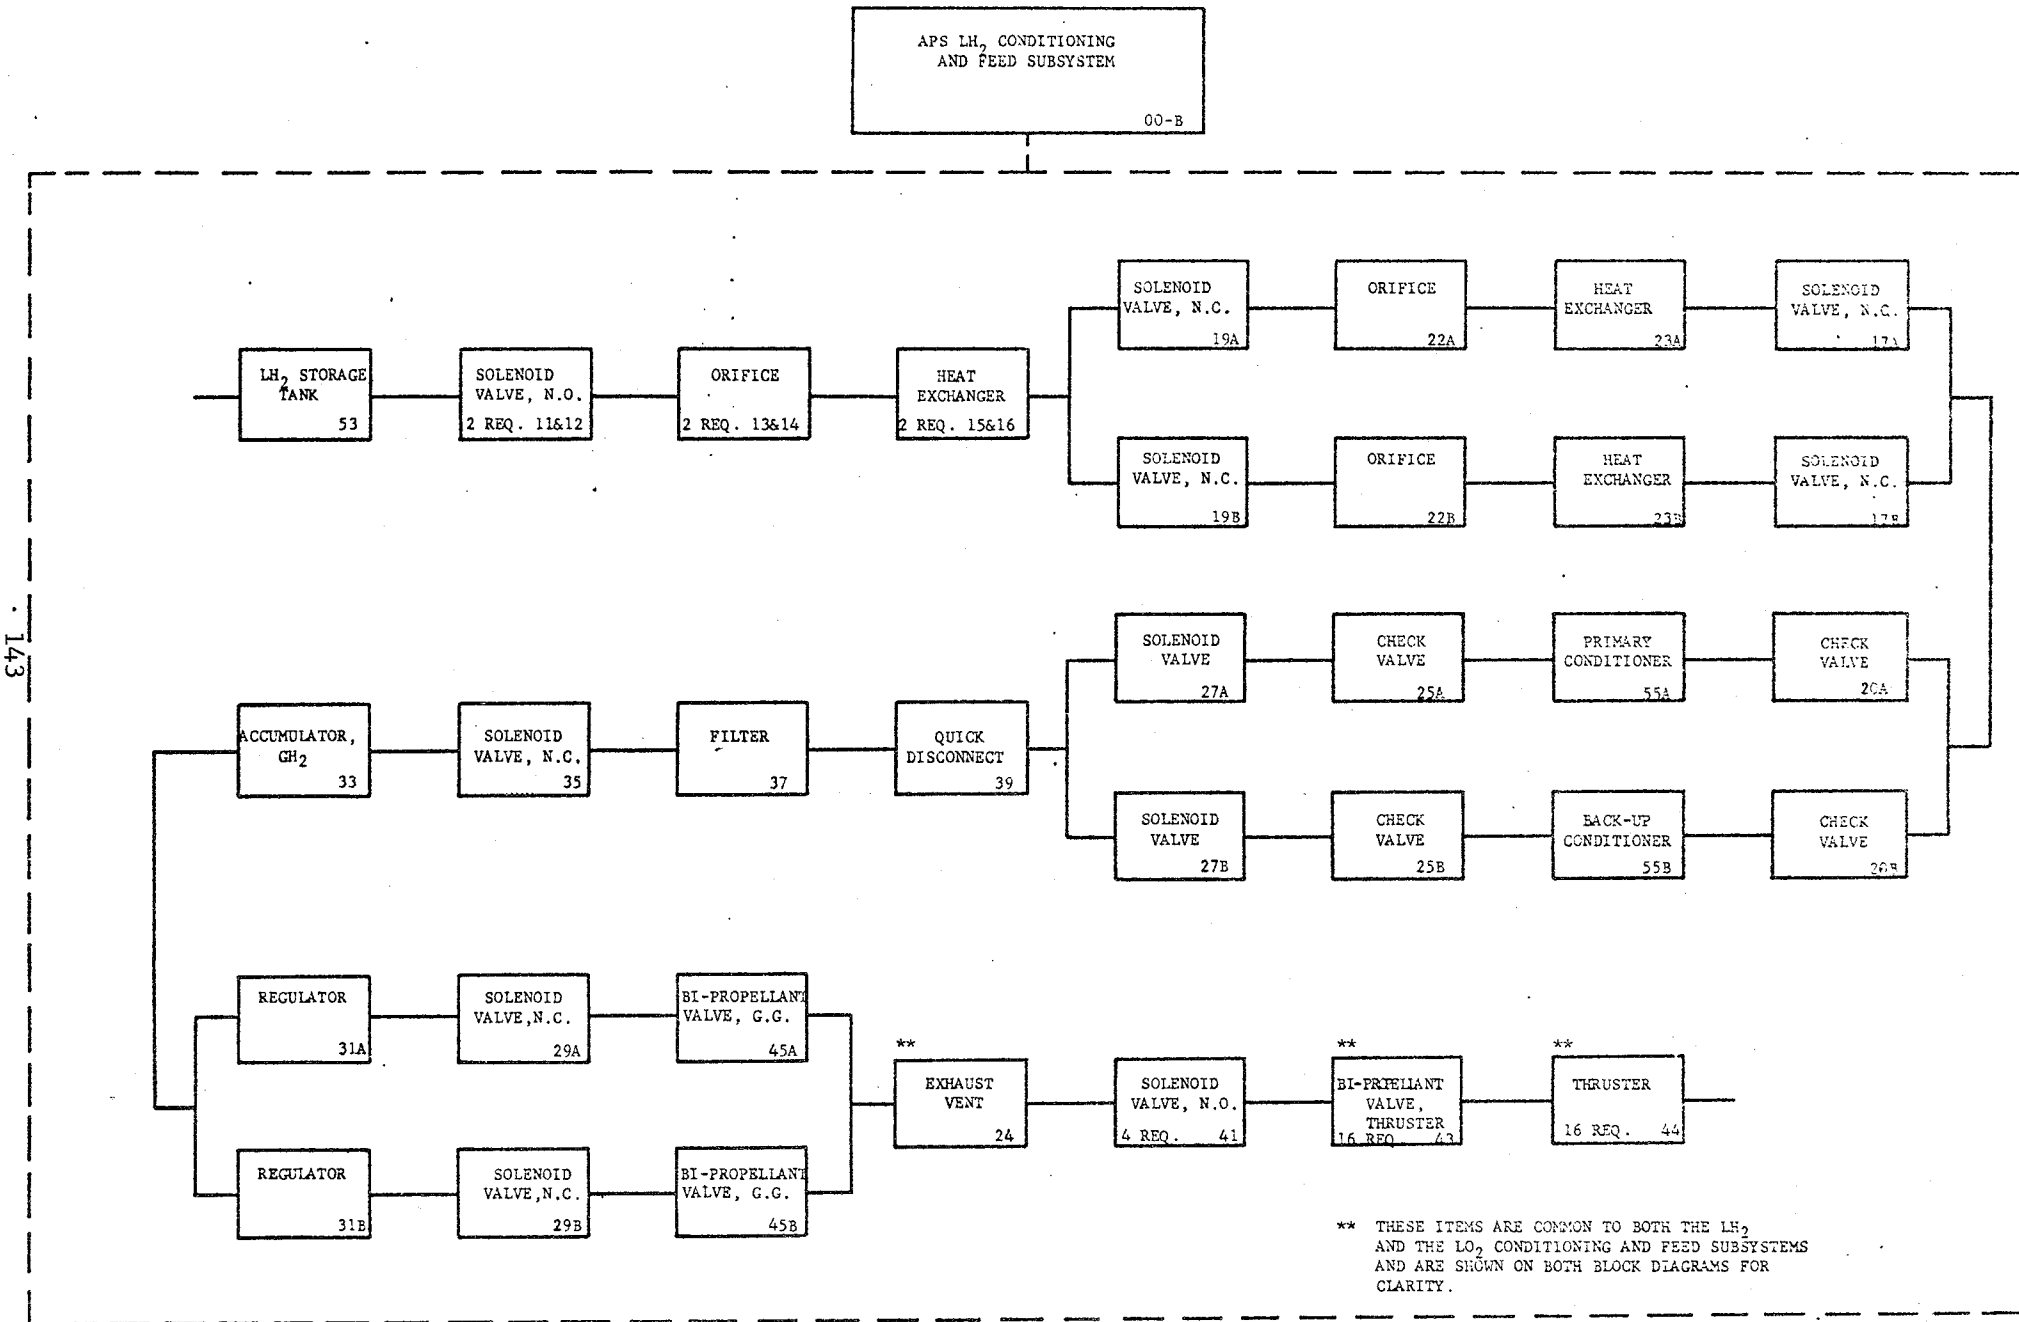 APS LH2 CONDITIONING
AND FEED SUBSYSTEM
00-B
SOLENOID
VALVE, N.C.
19A
ORIFICE
22A
HEAT
EXCHANGER
23A
SOLENOID
VALVE, N.C.
17A
LH2 STORAGE
TANK
53
SOLENOID
VALVE, N.O.
2 REQ. 11&12
ORIFICE
2 REQ. 13&14
HEAT
EXCHANGER
2 REQ. 15&16
SOLENOID
VALVE, N.C.
19B
ORIFICE
22B
HEAT
EXCHANGER
23B
SOLENOID
VALVE, N.C.
17B
SOLENOID
VALVE
27A
CHECK
VALVE
25A
PRIMARY
CONDITIONER
55A
CHECK
VALVE
ACCUMULATOR,
GH2
33
SOLENOID
VALVE, N.C.
35
FILTER
37
QUICK
DISCONNECT
39
SOLENOID
VALVE
27B
CHECK
VALVE
25B
BACK-UP
CONDITIONER
55B
CHECK
VALVE
143
REGULATOR
31A
SOLENOID
VALVE,N.C.
29A
BI-PROPELLANT
VALVE, G.G.
45A
**
EXHAUST
VENT
24
SOLENOID
VALVE, N.O.
4 REQ. 41
**
BI-PROPELLANT
VALVE,
THRUSTER
16 REQ 43
**
THRUSTER
16 REQ. 44
REGULATOR
31B
SOLENOID
VALVE,N.C.
29B
BI-PROPELLANT
VALVE, G.G.
45B
** THESE ITEMS ARE COMMON TO BOTH THE LH2
AND THE LO2 CONDITIONING AND FEED SUBSYSTEMS
AND ARE SHOWN ON BOTH BLOCK DIAGRAMS FOR
CLARITY.